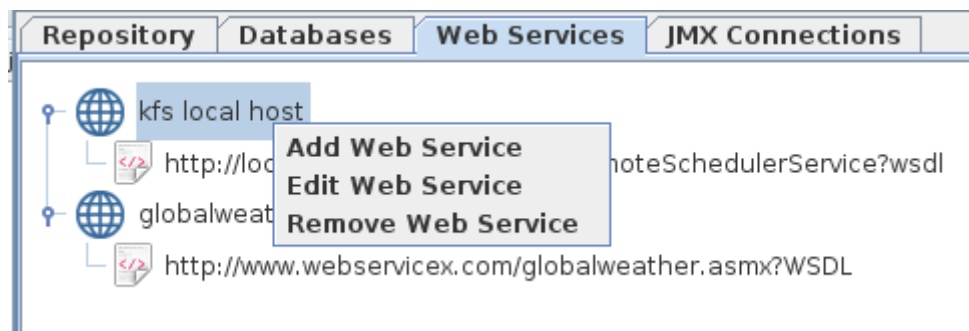 Repository Databases Web Services JMX Connections
kfs local host
Add Web Service
http://loc
noteSchedulerService?wsdl
Edit Web Service
globalweat
Remove Web Service
http://www.webservicex.com/globalweather.asmx?WSDL